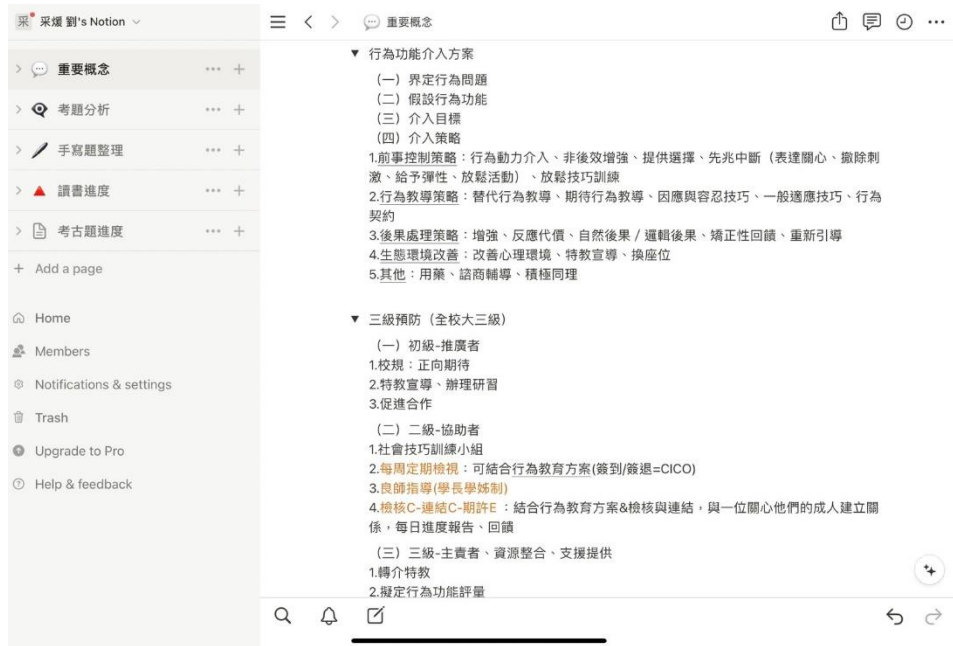 采 采煖 劉's Notion
重要概念
考題分析
手寫題整理
讀書進度
考古題進度
+ Add a page
Home
Members
Notifications & settings
Trash
Upgrade to Pro
Help & feedback
重要概念
▼ 行為功能介入方案
（一）界定行為問題
（二）假設行為功能
（三）介入目標
（四）介入策略
1.前事控制策略：行為動力介入、非後效增強、提供選擇、先兆中斷（表達關心、撤除刺
激、給予彈性、放鬆活動）、放鬆技巧訓練
2.行為教導策略：替代行為教導、期待行為教導、因應與容忍技巧、一般適應技巧、行為
契約
3.後果處理策略：增強、反應代價、自然後果 / 邏輯後果、矯正性回饋、重新引導
4.生態環境改善：改善心理環境、特教宣導、換座位
5.其他：用藥、諮商輔導、積極同理
▼ 三級預防（全校大三級）
（一）初級-推廣者
1.校規：正向期待
2.特教宣導、辦理研習
3.促進合作
（二）二級-協助者
1.社會技巧訓練小組
2.每周定期檢視：可結合行為教育方案(簽到/簽退=CICO)
3.良師指導(學長學姊制)
4.檢核C-連結C-期許E ：結合行為教育方案&檢核與連結，與一位關心他們的成人建立關
係，每日進度報告、回饋
（三）三級-主責者、資源整合、支援提供
1.轉介特教
2.擬定行為功能評量